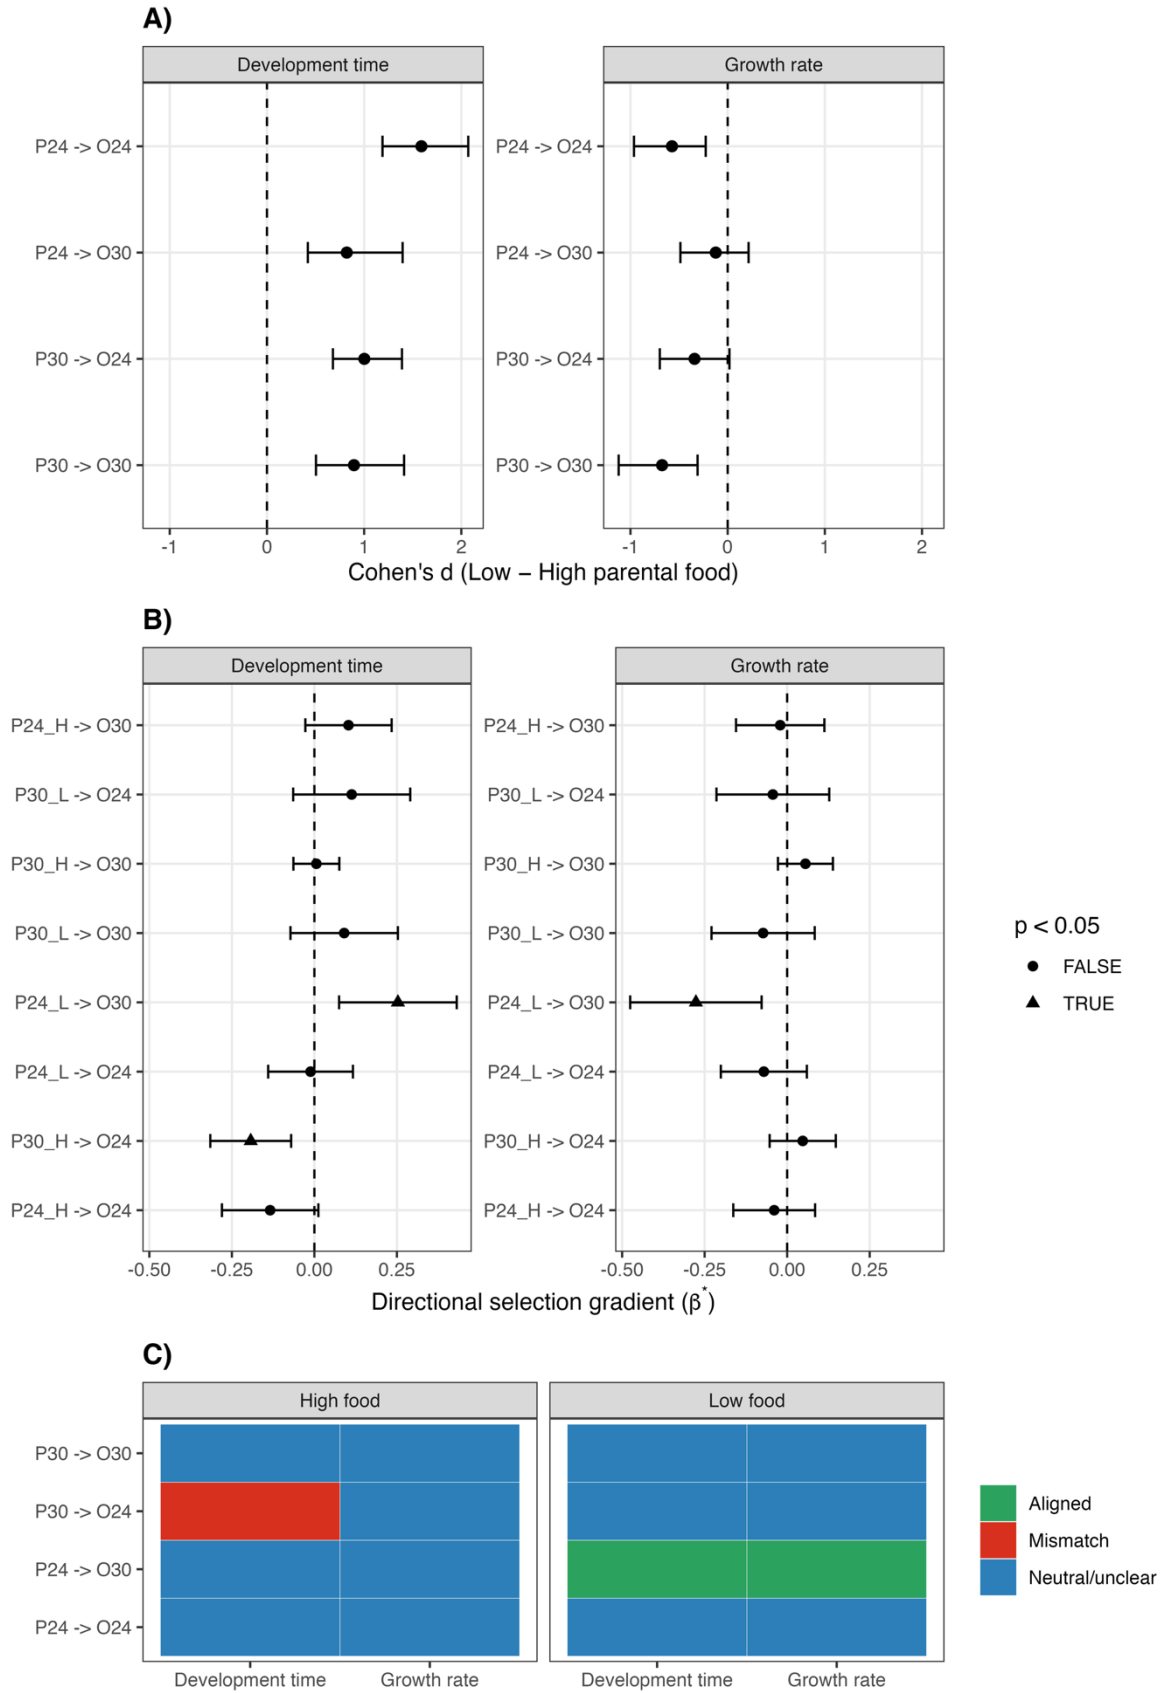 A)
Development time
Growth rate
P24 -> O24
P24 -> O30
P30 -> O24
P30 -> O30
P24 -> O24
P24 -> O30
P30 -> O24
P30 -> O30
-1 0 1 2
-1 0 1 2
Cohen's d (Low − High parental food)
B)
Development time
Growth rate
P24_H -> O30
P30_L -> O24
P30_H -> O30
P30_L -> O30
P24_L -> O30
P24_L -> O24
P30_H -> O24
P24_H -> O24
P24_H -> O30
P30_L -> O24
P30_H -> O30
P30_L -> O30
P24_L -> O30
P24_L -> O24
P30_H -> O24
P24_H -> O24
-0.50 -0.25 0.00 0.25
-0.50 -0.25 0.00 0.25
Directional selection gradient (β*)
p < 0.05
FALSE
TRUE
C)
High food
Low food
P30 -> O30
P30 -> O24
P24 -> O30
P24 -> O24
Development time Growth rate
Development time Growth rate
Aligned
Mismatch
Neutral/unclear